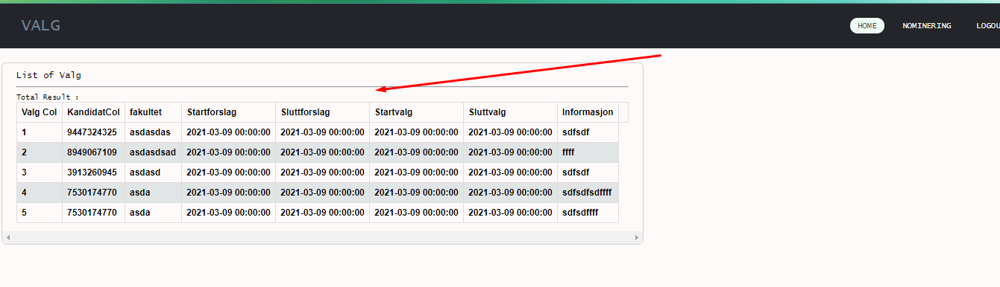 VALG
HOME NOMINERING LOGOU
List of Valg
Total Result :
Valg Col KandidatCol fakultet Startforslag Sluttforslag Startvalg Sluttvalg Informasjon
1 9447324325 asdasdas 2021-03-09 00:00:00 2021-03-09 00:00:00 2021-03-09 00:00:00 2021-03-09 00:00:00 sdfsdf
2 8949067109 asdasdsad 2021-03-09 00:00:00 2021-03-09 00:00:00 2021-03-09 00:00:00 2021-03-09 00:00:00 ffff
3 3913260945 asdasd 2021-03-09 00:00:00 2021-03-09 00:00:00 2021-03-09 00:00:00 2021-03-09 00:00:00 sdfsdf
4 7530174770 asda 2021-03-09 00:00:00 2021-03-09 00:00:00 2021-03-09 00:00:00 2021-03-09 00:00:00 sdfsdfsdffff
5 7530174770 asda 2021-03-09 00:00:00 2021-03-09 00:00:00 2021-03-09 00:00:00 2021-03-09 00:00:00 sdfsdffff